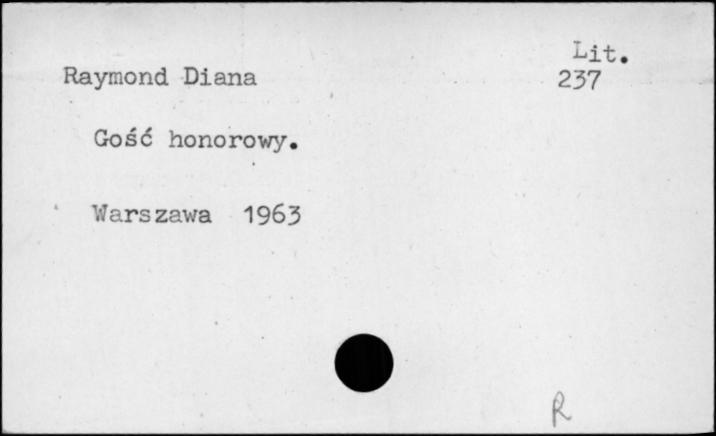 Lit.
Raymond Diana 237
Gość honorowy.
Warszawa 1963
R